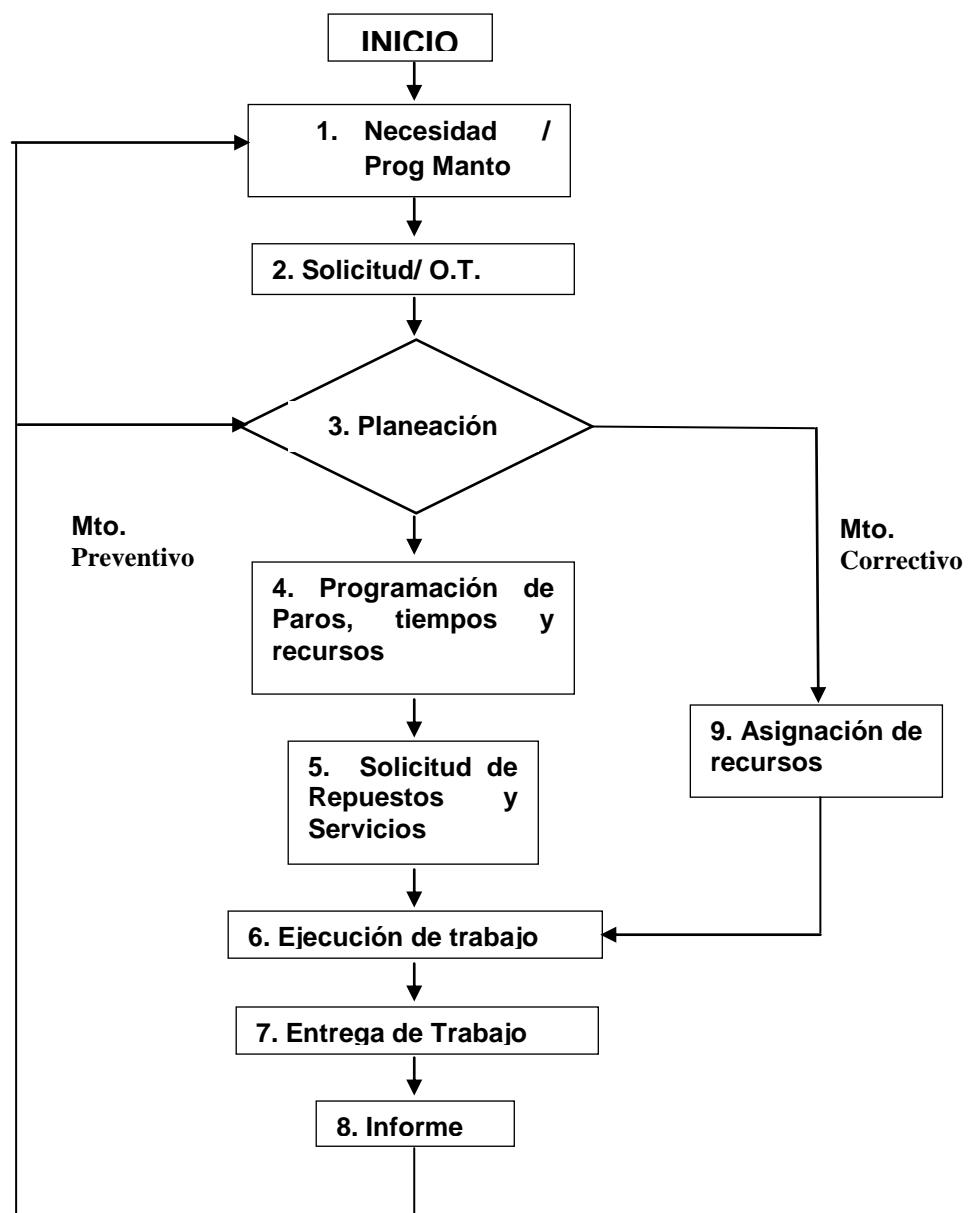 INICIO
1. Necesidad /
Prog Manto
2. Solicitud/ O.T.
3. Planeación
Mto.
Preventivo
Mto.
Correctivo
4. Programación de
Paros, tiempos y
recursos
9. Asignación de
recursos
5. Solicitud de
Repuestos y
Servicios
6. Ejecución de trabajo
7. Entrega de Trabajo
8. Informe